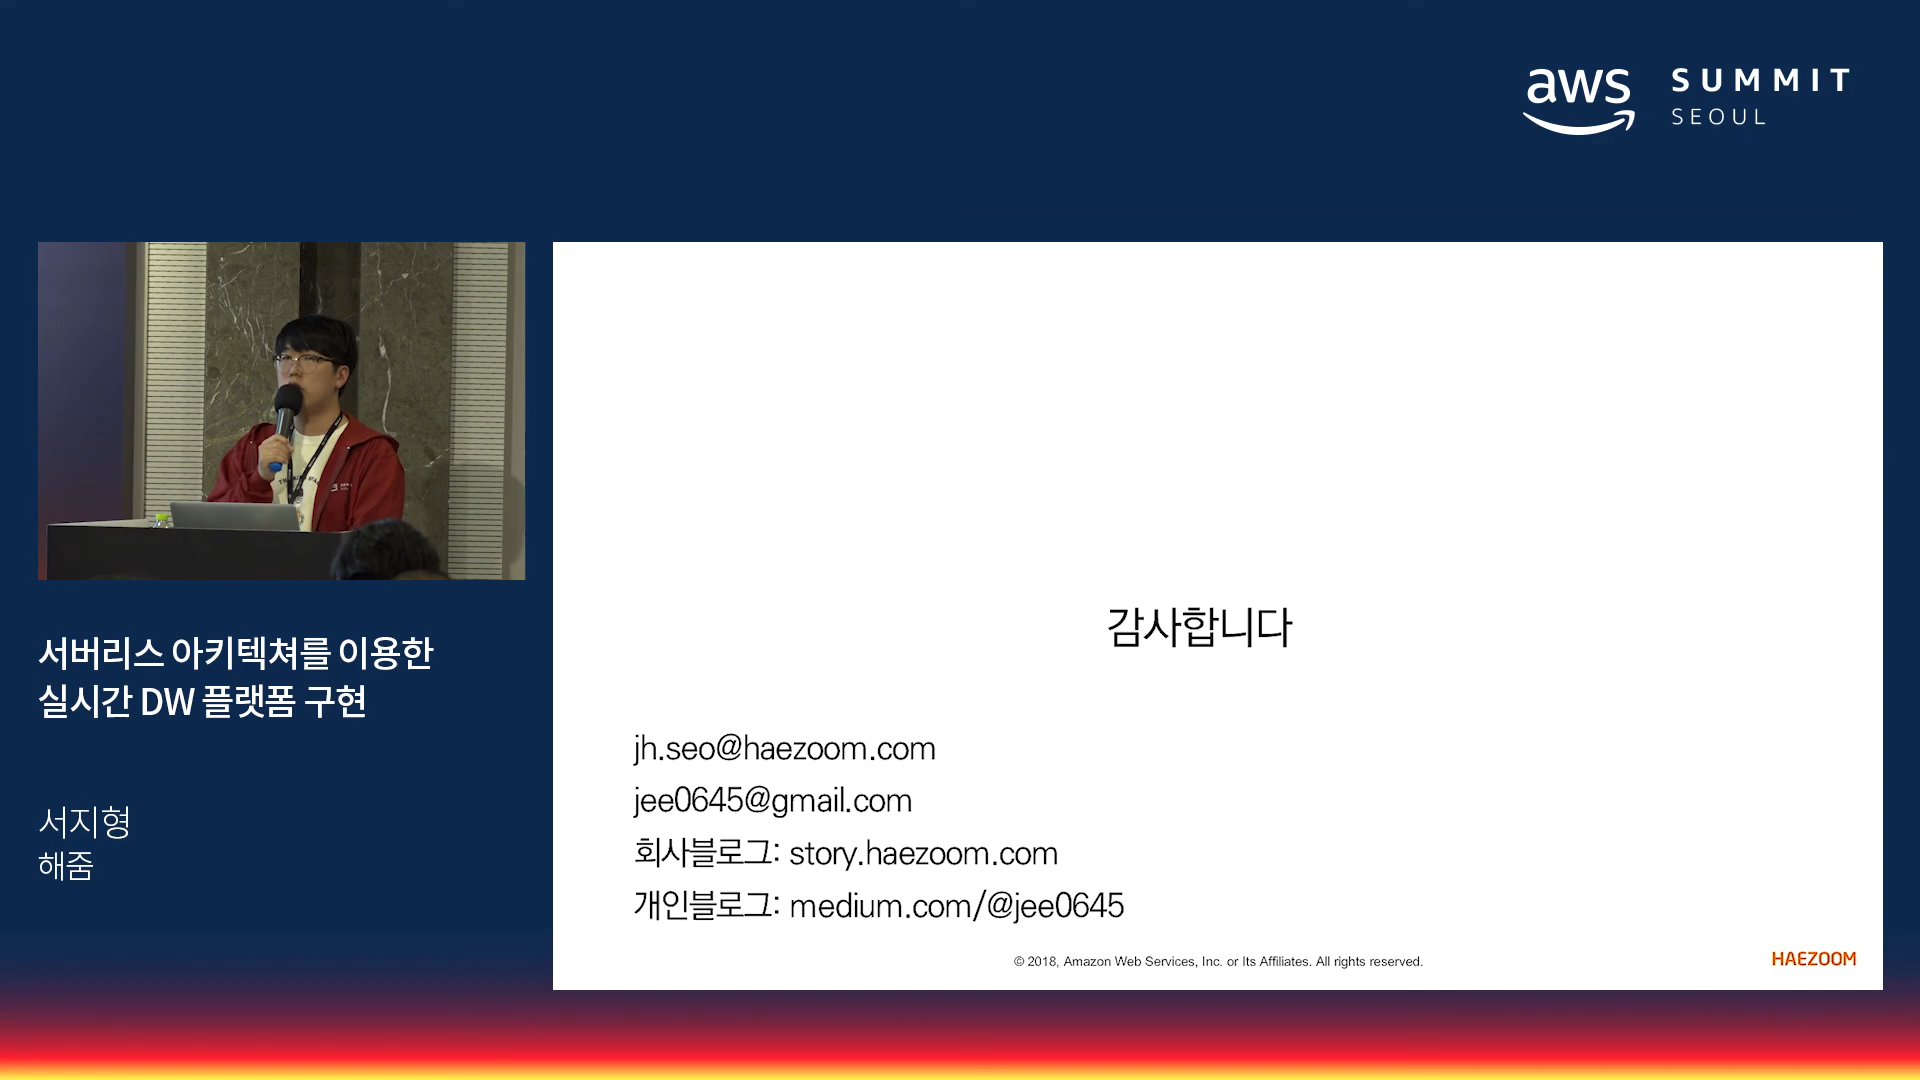 aws SUMMIT
SEOUL
서버리스 아키텍쳐를 이용한
실시간 DW 플랫폼 구현
서지형
해줌
감사합니다
jh.seo@haezoom.com
jee0645@gmail.com
회사블로그: story.haezoom.com
개인블로그: medium.com/@jee0645
© 2018, Amazon Web Services, Inc. or Its Affiliates. All rights reserved.
HAEZOOM